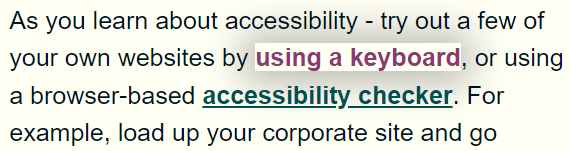 As you learn about accessibility - try out a few of
your own websites by using a keyboard, or using
a browser-based accessibility checker. For
example, load up your corporate site and go